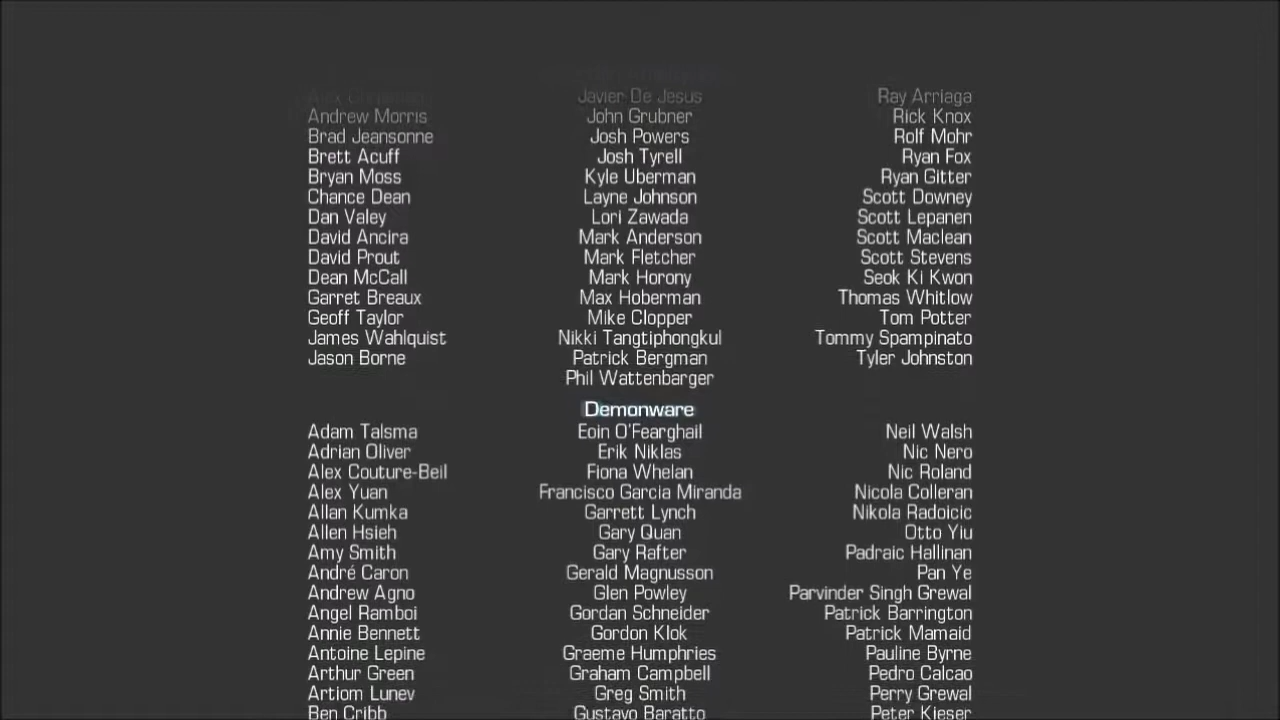 Javier De Jesus Ray Arriaga
Andrew Morris John Grubner Rick Knox
Brad Jeansonne Josh Powers Rolf Mohr
Brett Acuff Josh Tyrell Ryan Fox
Bryan Moss Kyle Uberman Ryan Gitter
Chance Dean Layne Johnson Scott Downey
Dan Valey Lori Zawada Scott Lepanen
David Ancira Mark Anderson Scott Maclean
David Prout Mark Fletcher Scott Stevens
Dean McCall Mark Horony Seok Ki Kwon
Garret Breaux Max Hoberman Thomas Whitlow
Geoff Taylor Mike Clopper Tom Potter
James Wahlquist Nikki Tangtiphongkul Tommy Spampinato
Jason Borne Patrick Bergman Tyler Johnston
Phil Wattenbarger
Demonware
Adam Talsma Eoin O'Fearghail Neil Walsh
Adrian Oliver Erik Niklas Nic Nero
Alex Couture-Beil Fiona Whelan Nic Roland
Alex Yuan Francisco Garcia Miranda Nicola Colleran
Allan Kumka Garrett Lynch Nikola Radoicic
Allen Hsieh Gary Quan Otto Yiu
Amy Smith Gary Rafter Padraic Hallinan
André Caron Gerald Magnusson Pan Ye
Andrew Agno Glen Powley Parvinder Singh Grewal
Angel Ramboi Gordan Schneider Patrick Barrington
Annie Bennett Gordon Klok Patrick Mamaid
Antoine Lepine Graeme Humphries Pauline Byrne
Arthur Green Graham Campbell Pedro Calcao
Artiom Lunev Greg Smith Perry Grewal
Ben Cribb Gustavo Baratto Peter Kieser